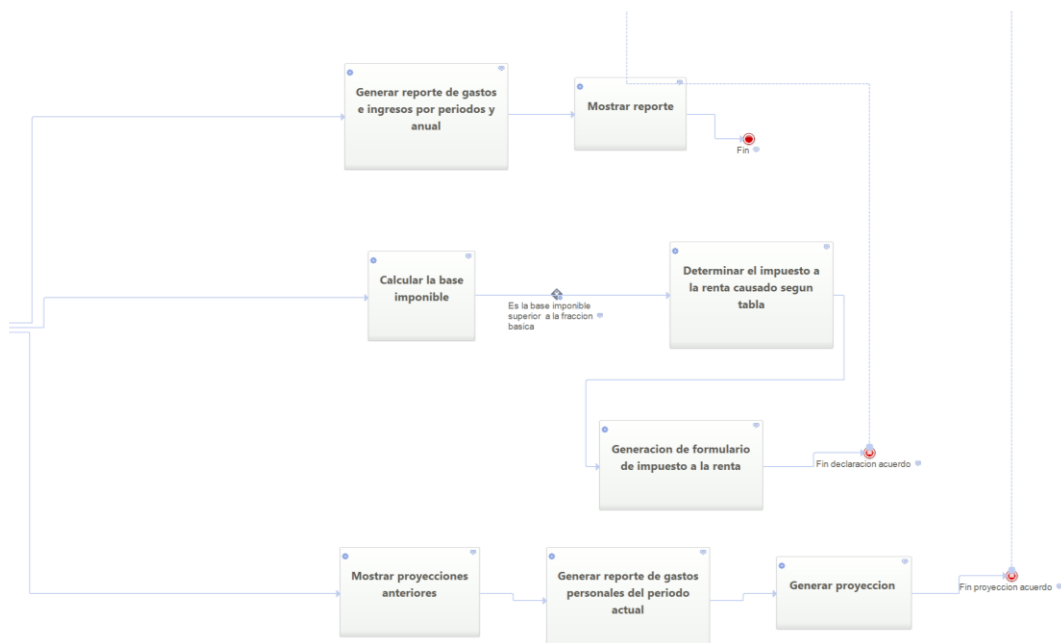 Generar reporte de gastos
e ingresos por periodos y
anual
Mostrar reporte
Fin
Calcular la base
imponible
Es la base imponible
superior a la fraccion
basica
Determinar el impuesto a
la renta causado segun
tabla
Generacion de formulario
de impuesto a la renta
Fin declaracion acuerdo
Mostrar proyecciones
anteriores
Generar reporte de gastos
personales del periodo
actual
Generar proyeccion
Fin proyeccion acuerdo